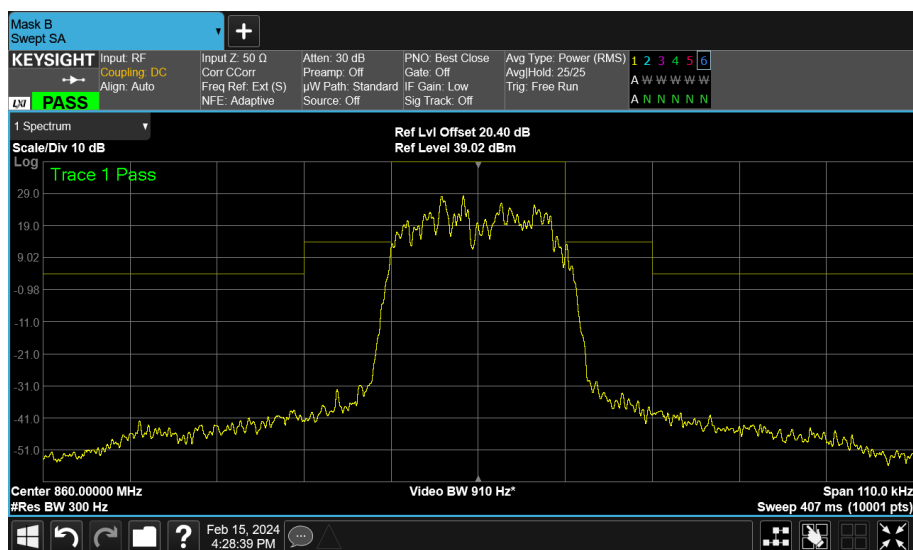 Mask B
Swept SA
KEYSIGHT
LXI PASS
Input: RF
Coupling: DC
Align: Auto
Input Z: 50 Ω
Corr CCorr
Freq Ref: Ext (S)
NFE: Adaptive
Atten: 30 dB
Preamp: Off
µW Path: Standard
Source: Off
PNO: Best Close
Gate: Off
IF Gain: Low
Sig Track: Off
Avg Type: Power (RMS)
Avg|Hold: 25/25
Trig: Free Run
1 2 3 4 5 6
A W W W W W
A N N N N N
1 Spectrum
Scale/Div 10 dB
Ref Lvl Offset 20.40 dB
Ref Level 39.02 dBm
Log
Trace 1 Pass
29.0
19.0
9.02
-0.98
-11.0
-21.0
-31.0
-41.0
-51.0
Center 860.00000 MHz
#Res BW 300 Hz
Video BW 910 Hz*
Span 110.0 kHz
Sweep 407 ms (10001 pts)
?
Feb 15, 2024
4:28:39 PM